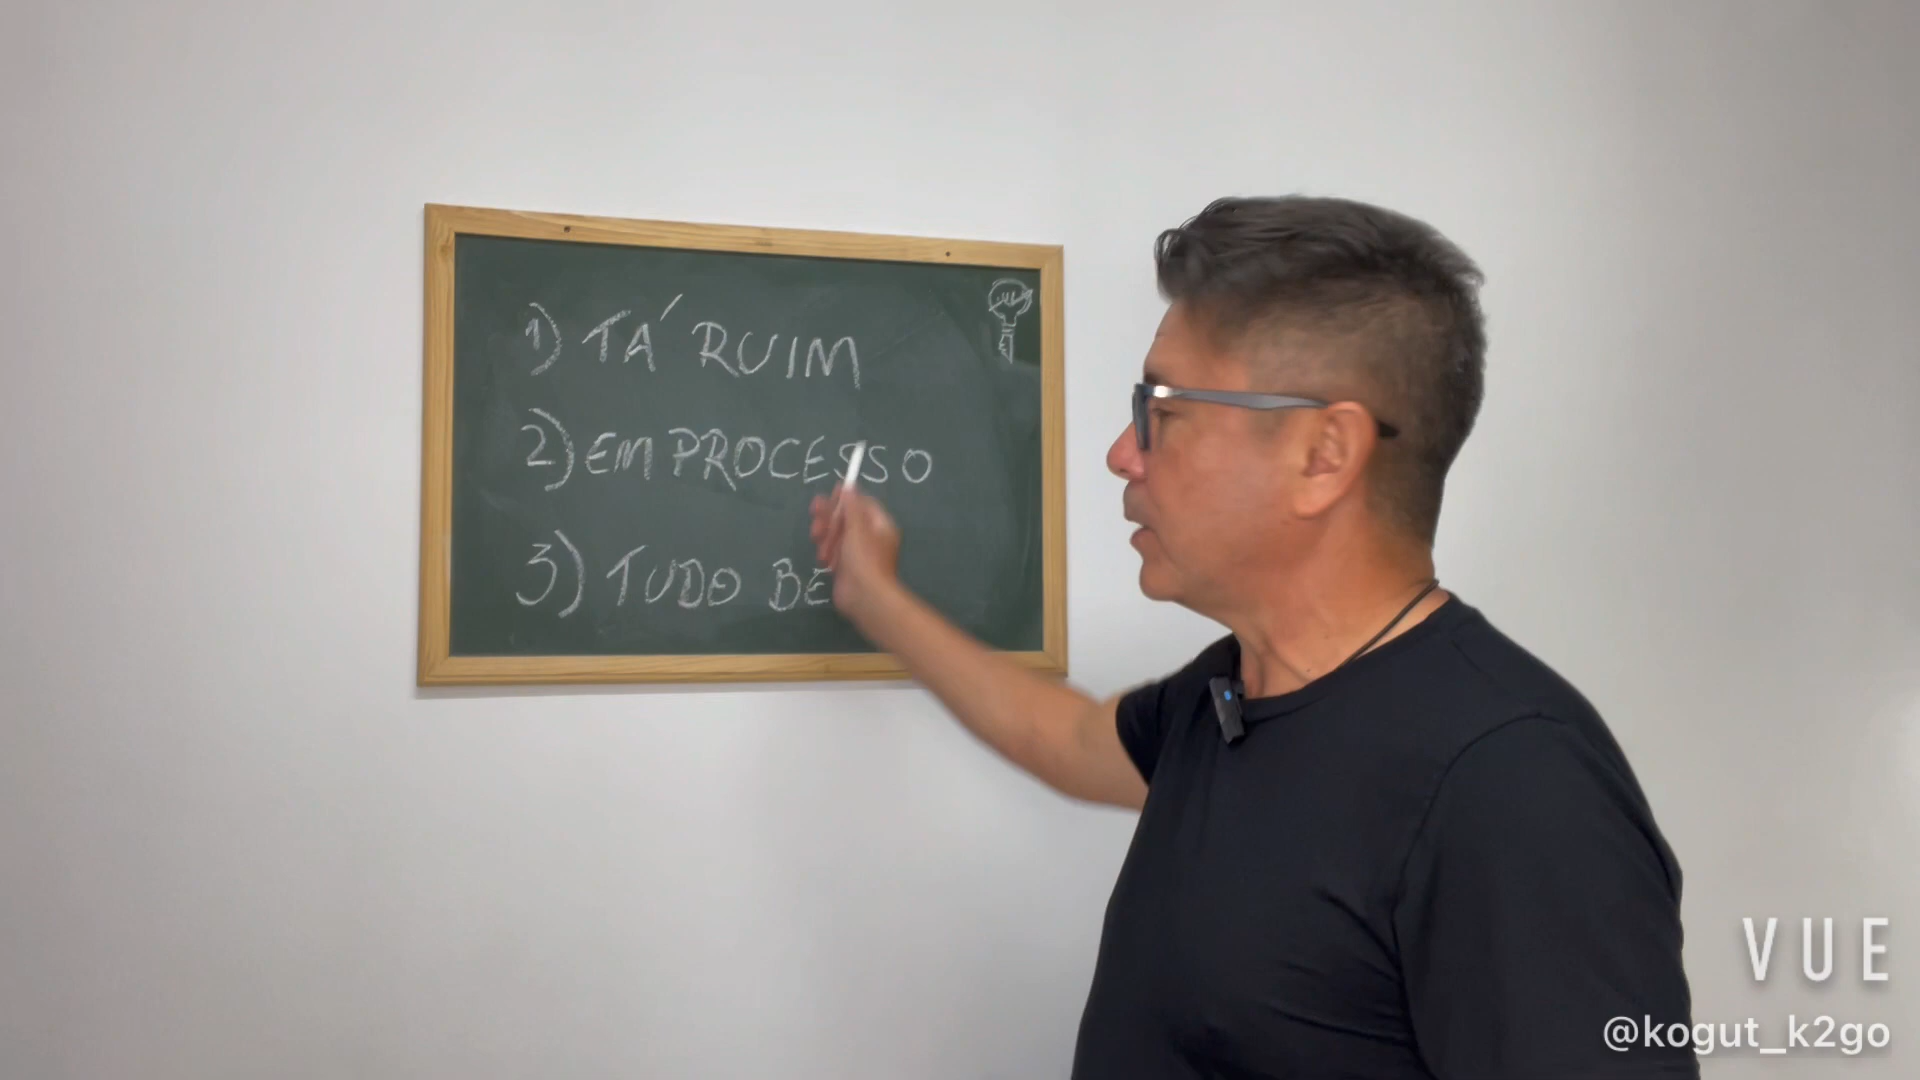 1) TÁ RUIM
2) EM PROCESSO
3) TUDO BE
VUE
@kogut_k2go